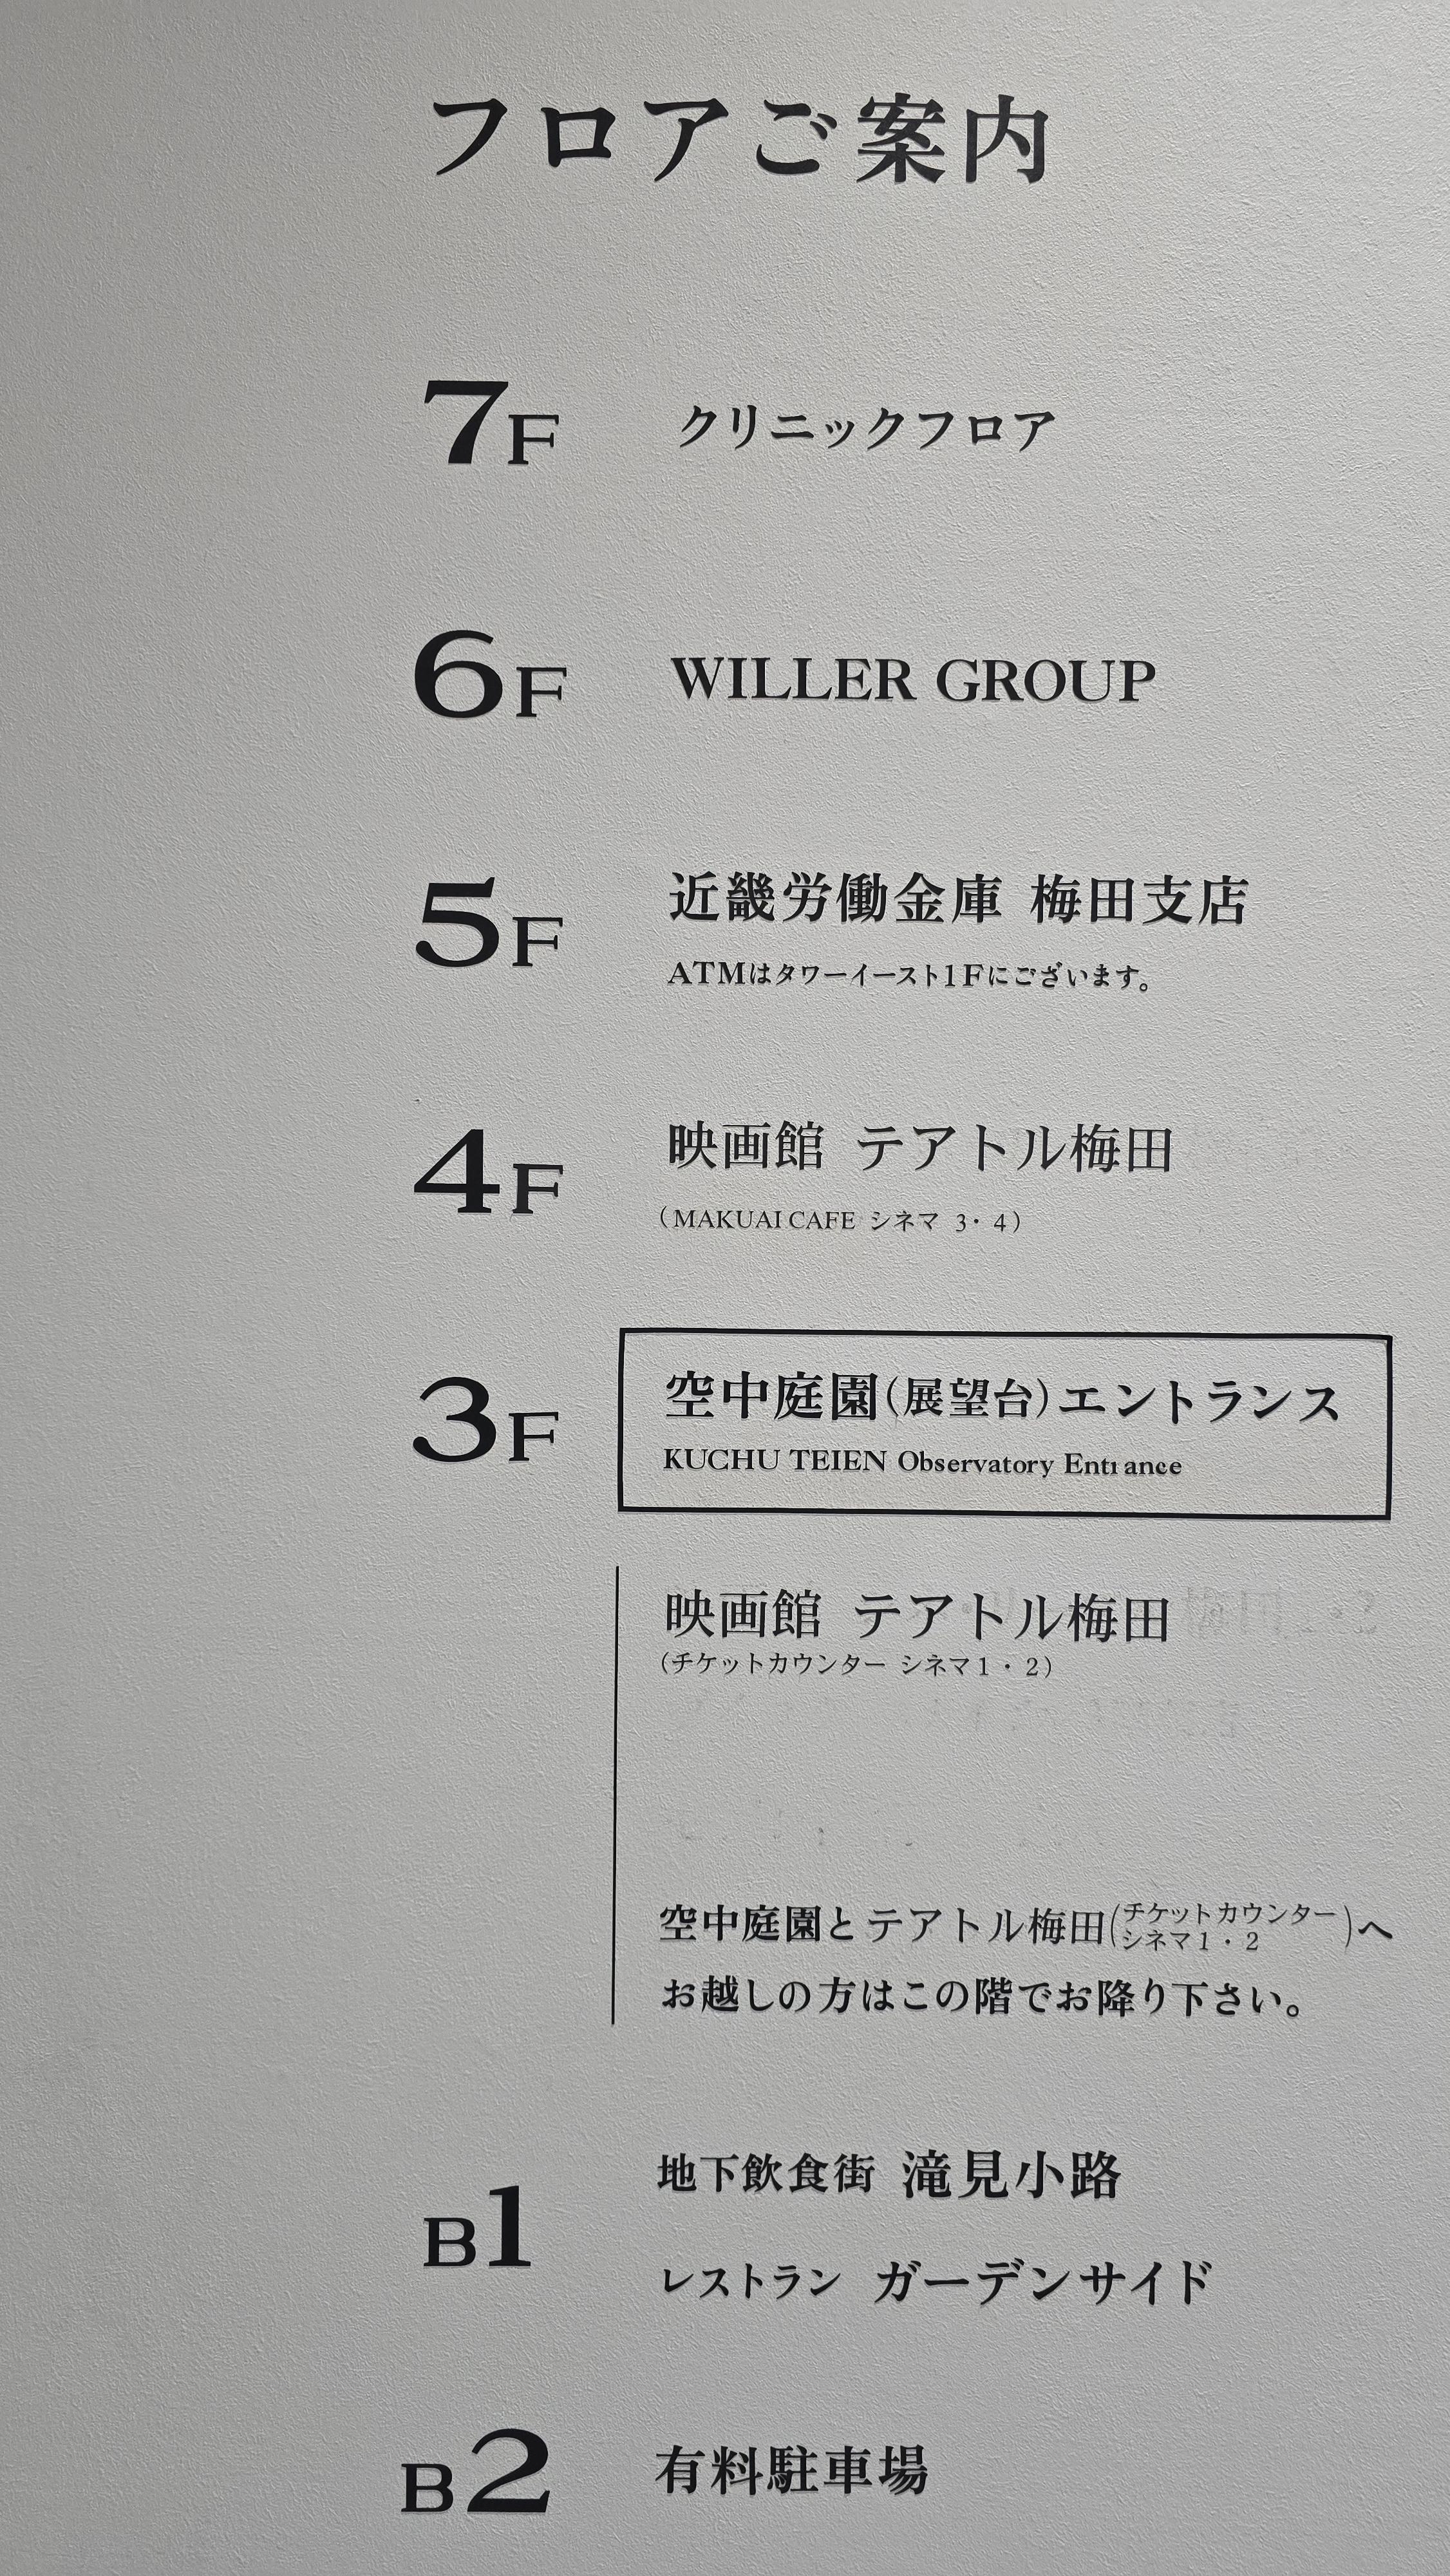 フロアご案内
7F クリニックフロア
6F WILLER GROUP
5F 近畿労働金庫 梅田支店
ATMはタワーイースト1Fにございます。
4F 映画館 テアトル梅田
(MAKUAI CAFE シネマ 3・4)
3F 空中庭園(展望台)エントランス
KUCHU TEIEN Observatory Entrance
映画館 テアトル梅田
(チケットカウンター シネマ1・2)
空中庭園とテアトル梅田(チケットカウンター シネマ1・2)へ
お越しの方はこの階でお降り下さい。
B1 地下飲食街 滝見小路
レストラン ガーデンサイド
B2 有料駐車場